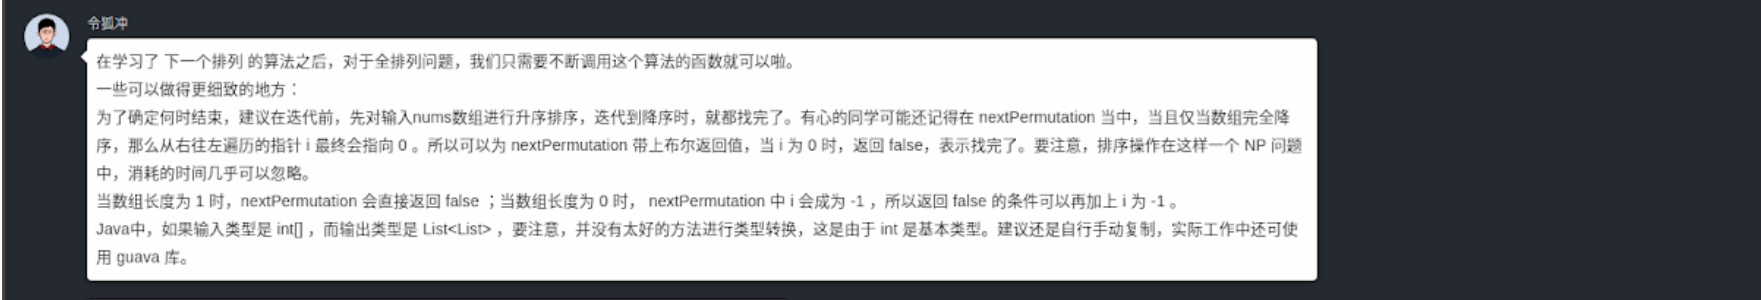 令狐冲
在学习了 下一个排列 的算法之后，对于全排列问题，我们只需要不断调用这个算法的函数就可以啦。
一些可以做得更细致的地方：
为了确定何时结束，建议在迭代前，先对输入nums数组进行升序排序，迭代到降序时，就都找完了。有心的同学可能还记得在 nextPermutation 当中，当且仅当数组完全降
序，那么从右往左遍历的指针 i 最终会指向 0 。所以可以为 nextPermutation 带上布尔返回值，当 i 为 0 时，返回 false，表示找完了。要注意，排序操作在这样一个 NP 问题
中，消耗的时间几乎可以忽略。
当数组长度为 1 时，nextPermutation 会直接返回 false ；当数组长度为 0 时， nextPermutation 中 i 会成为 -1 ，所以返回 false 的条件可以再加上 i 为 -1 。
Java中，如果输入类型是 int[] ，而输出类型是 List<List> ，要注意，并没有太好的方法进行类型转换，这是由于 int 是基本类型。建议还是自行手动复制，实际工作中还可使
用 guava 库。